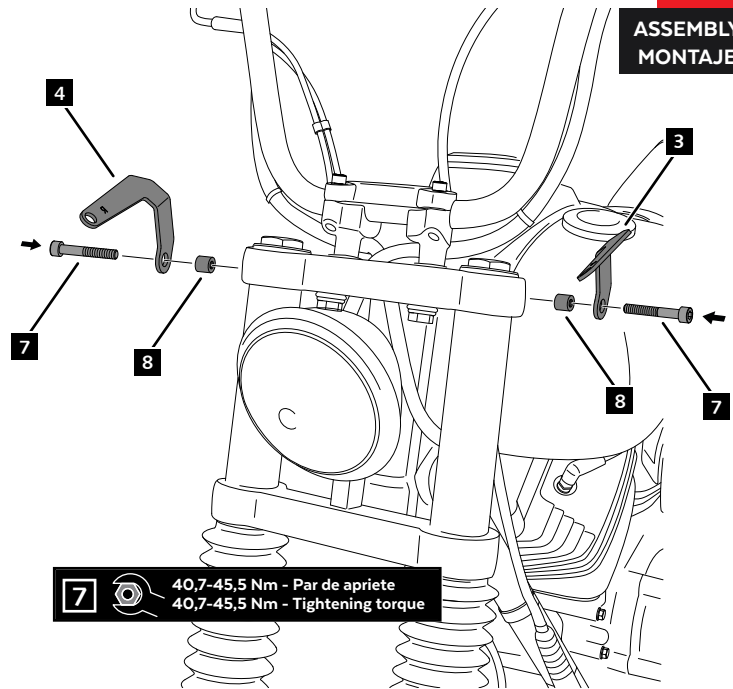 ASSEMBLY
MONTAJE
4
3
7
8
8
7
7
40,7-45,5 Nm - Par de apriete
40,7-45,5 Nm - Tightening torque